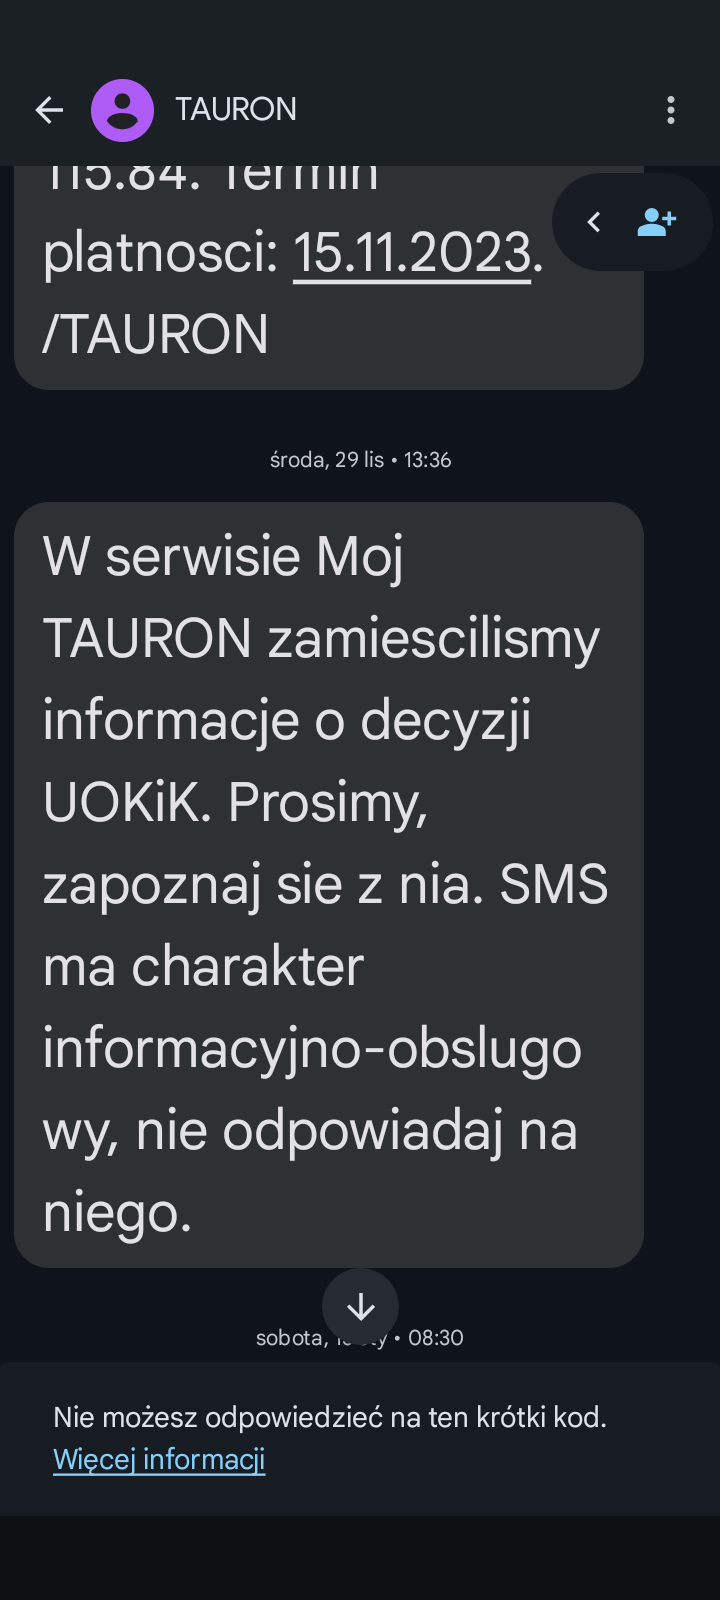 TAURON
115.84. Termin
platnosci: 15.11.2023.
/TAURON
środa, 29 lis • 13:36
W serwisie Moj
TAURON zamiescilismy
informacje o decyzji
UOKiK. Prosimy,
zapoznaj sie z nia. SMS
ma charakter
informacyjno-obslugo
wy, nie odpowiadaj na
niego.
sobota, • 08:30
Nie możesz odpowiedzieć na ten krótki kod.
Więcej informacji